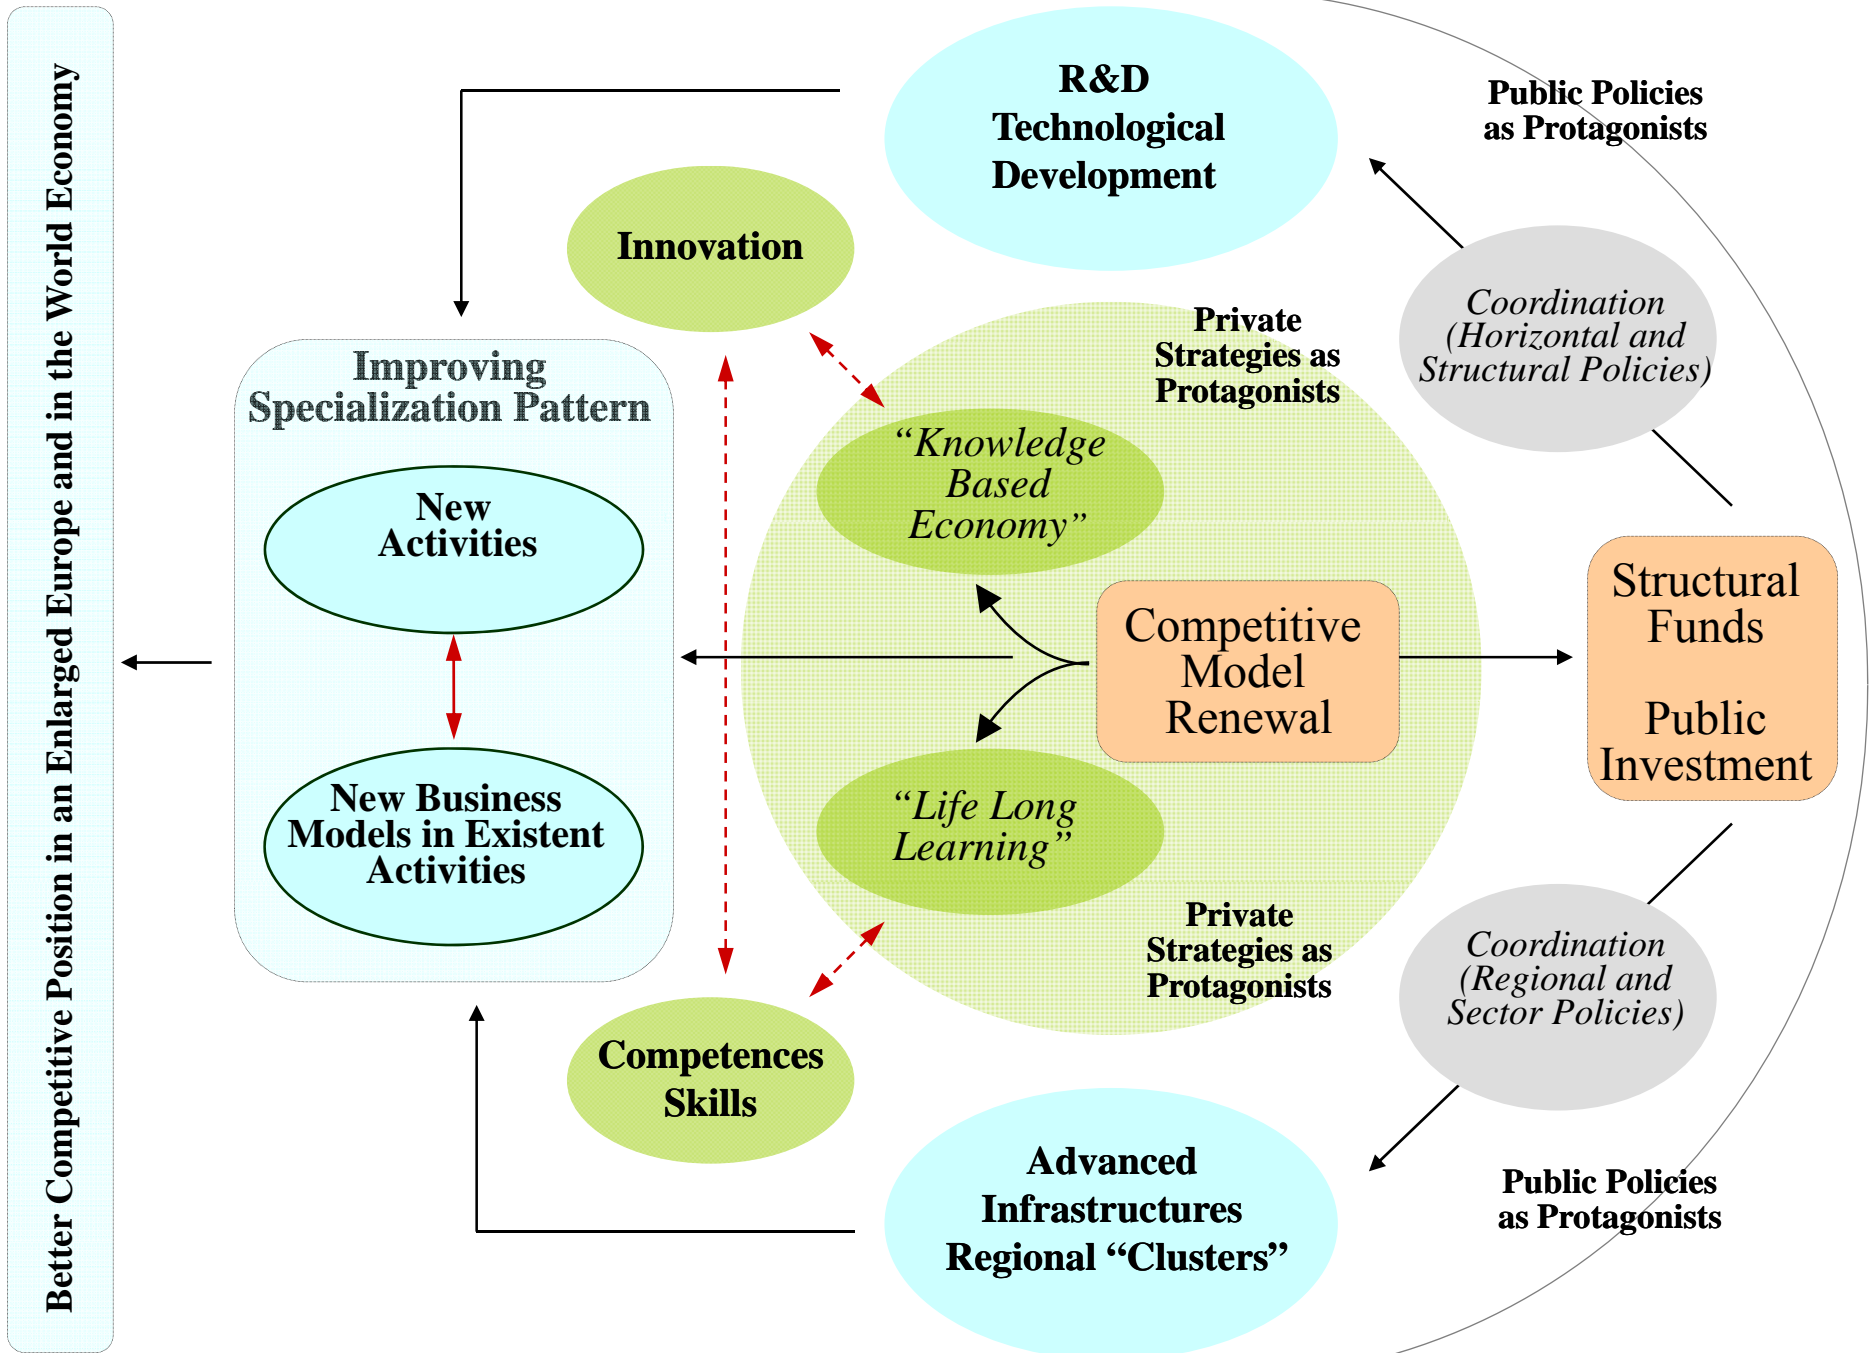 Better Competitive Position in an Enlarged Europe and in the World Economy
R&D
Technological
Development
Public Policies
as Protagonists
Innovation
Coordination
(Horizontal and
Structural Policies)
Private
Strategies as
Protagonists
Improving
Specialization Pattern
New
Activities
New Business
Models in Existent
Activities
“Knowledge
Based
Economy”
Competitive
Model
Renewal
Structural
Funds
Public
Investment
“Life Long
Learning”
Private
Strategies as
Protagonists
Coordination
(Regional and
Sector Policies)
Competences
Skills
Advanced
Infrastructures
Regional “Clusters”
Public Policies
as Protagonists